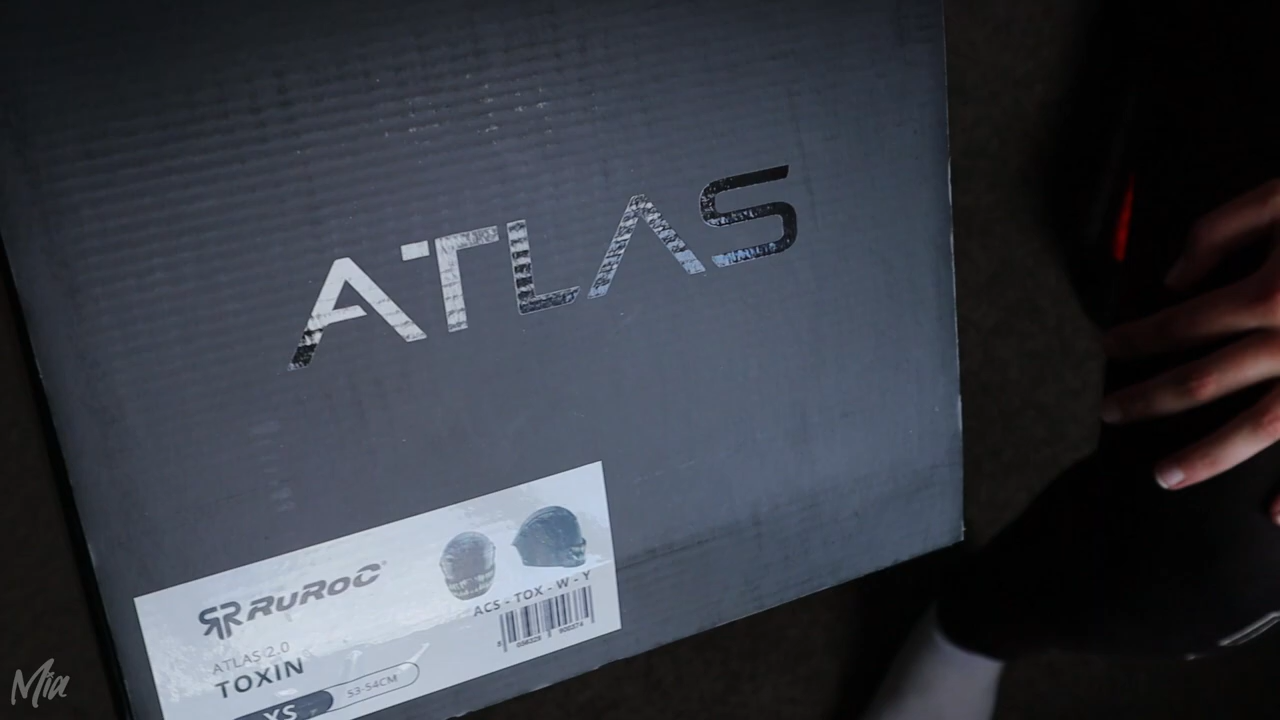 ATLAS
RUROC
ACS - TOX - W - Y
ATLAS 2.0
TOXIN
XS
53-54CM
Mia